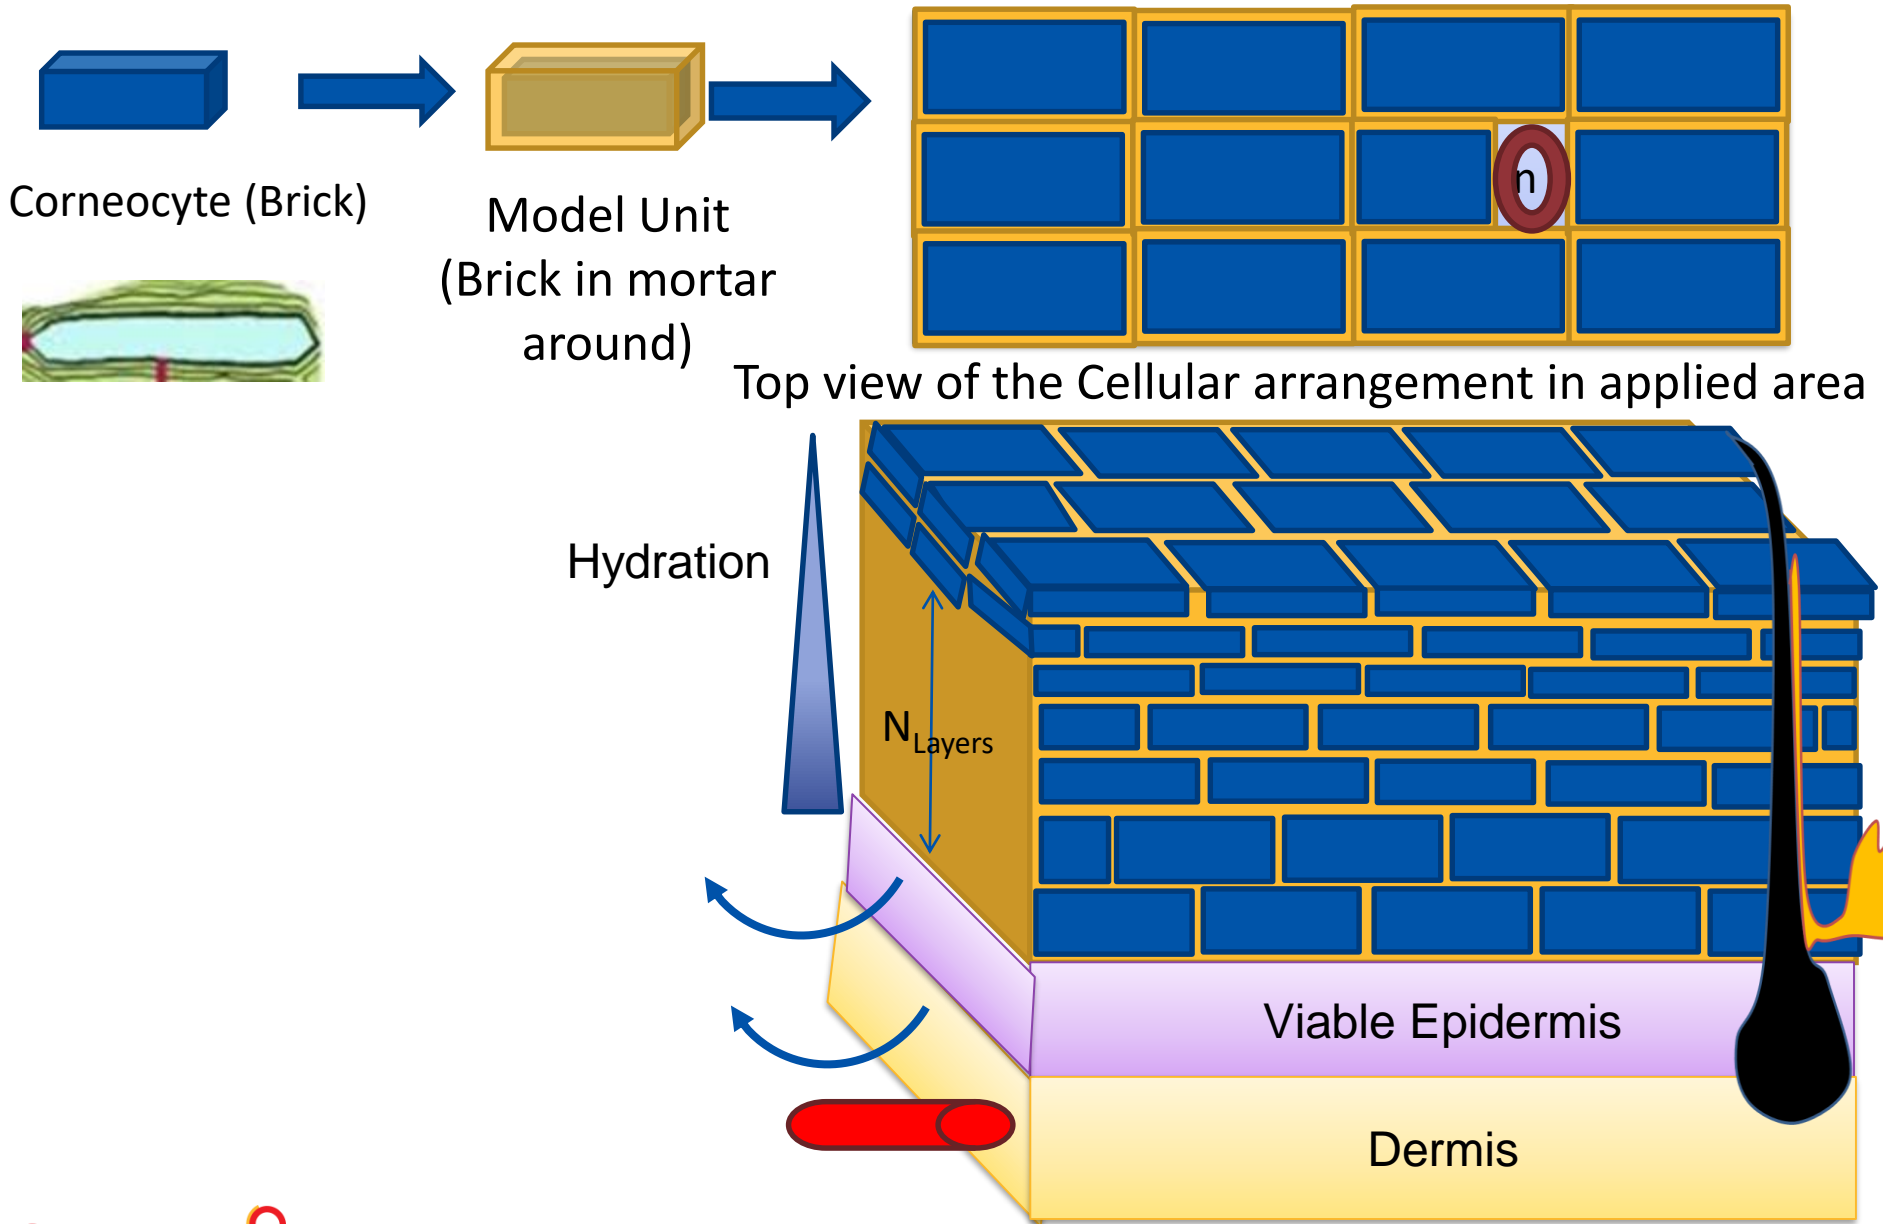 Corneocyte (Brick)
Model Unit
(Brick in mortar
around)
n
Top view of the Cellular arrangement in applied area
Hydration
N Layers
Viable Epidermis
Dermis